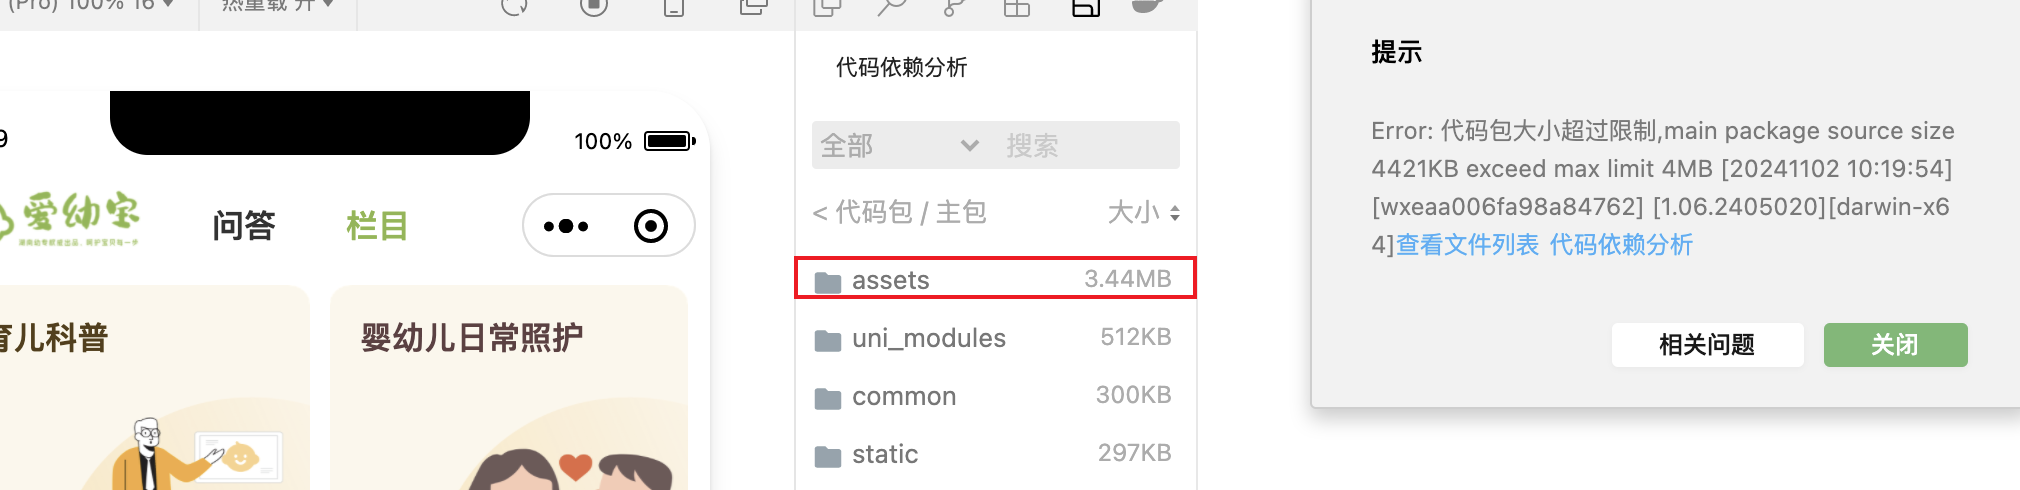 (Pro) 100% 16
热重载 开
9
100%
爱幼宝
问答
栏目
育儿科普
婴幼儿日常照护
代码依赖分析
全部
搜索
< 代码包 / 主包
大小
assets
3.44MB
uni_modules
512KB
common
300KB
static
297KB
提示
Error: 代码包大小超过限制,main package source size
4421KB exceed max limit 4MB [20241102 10:19:54]
[wxeaa006fa98a84762] [1.06.2405020][darwin-x6
4]查看文件列表 代码依赖分析
相关问题
关闭